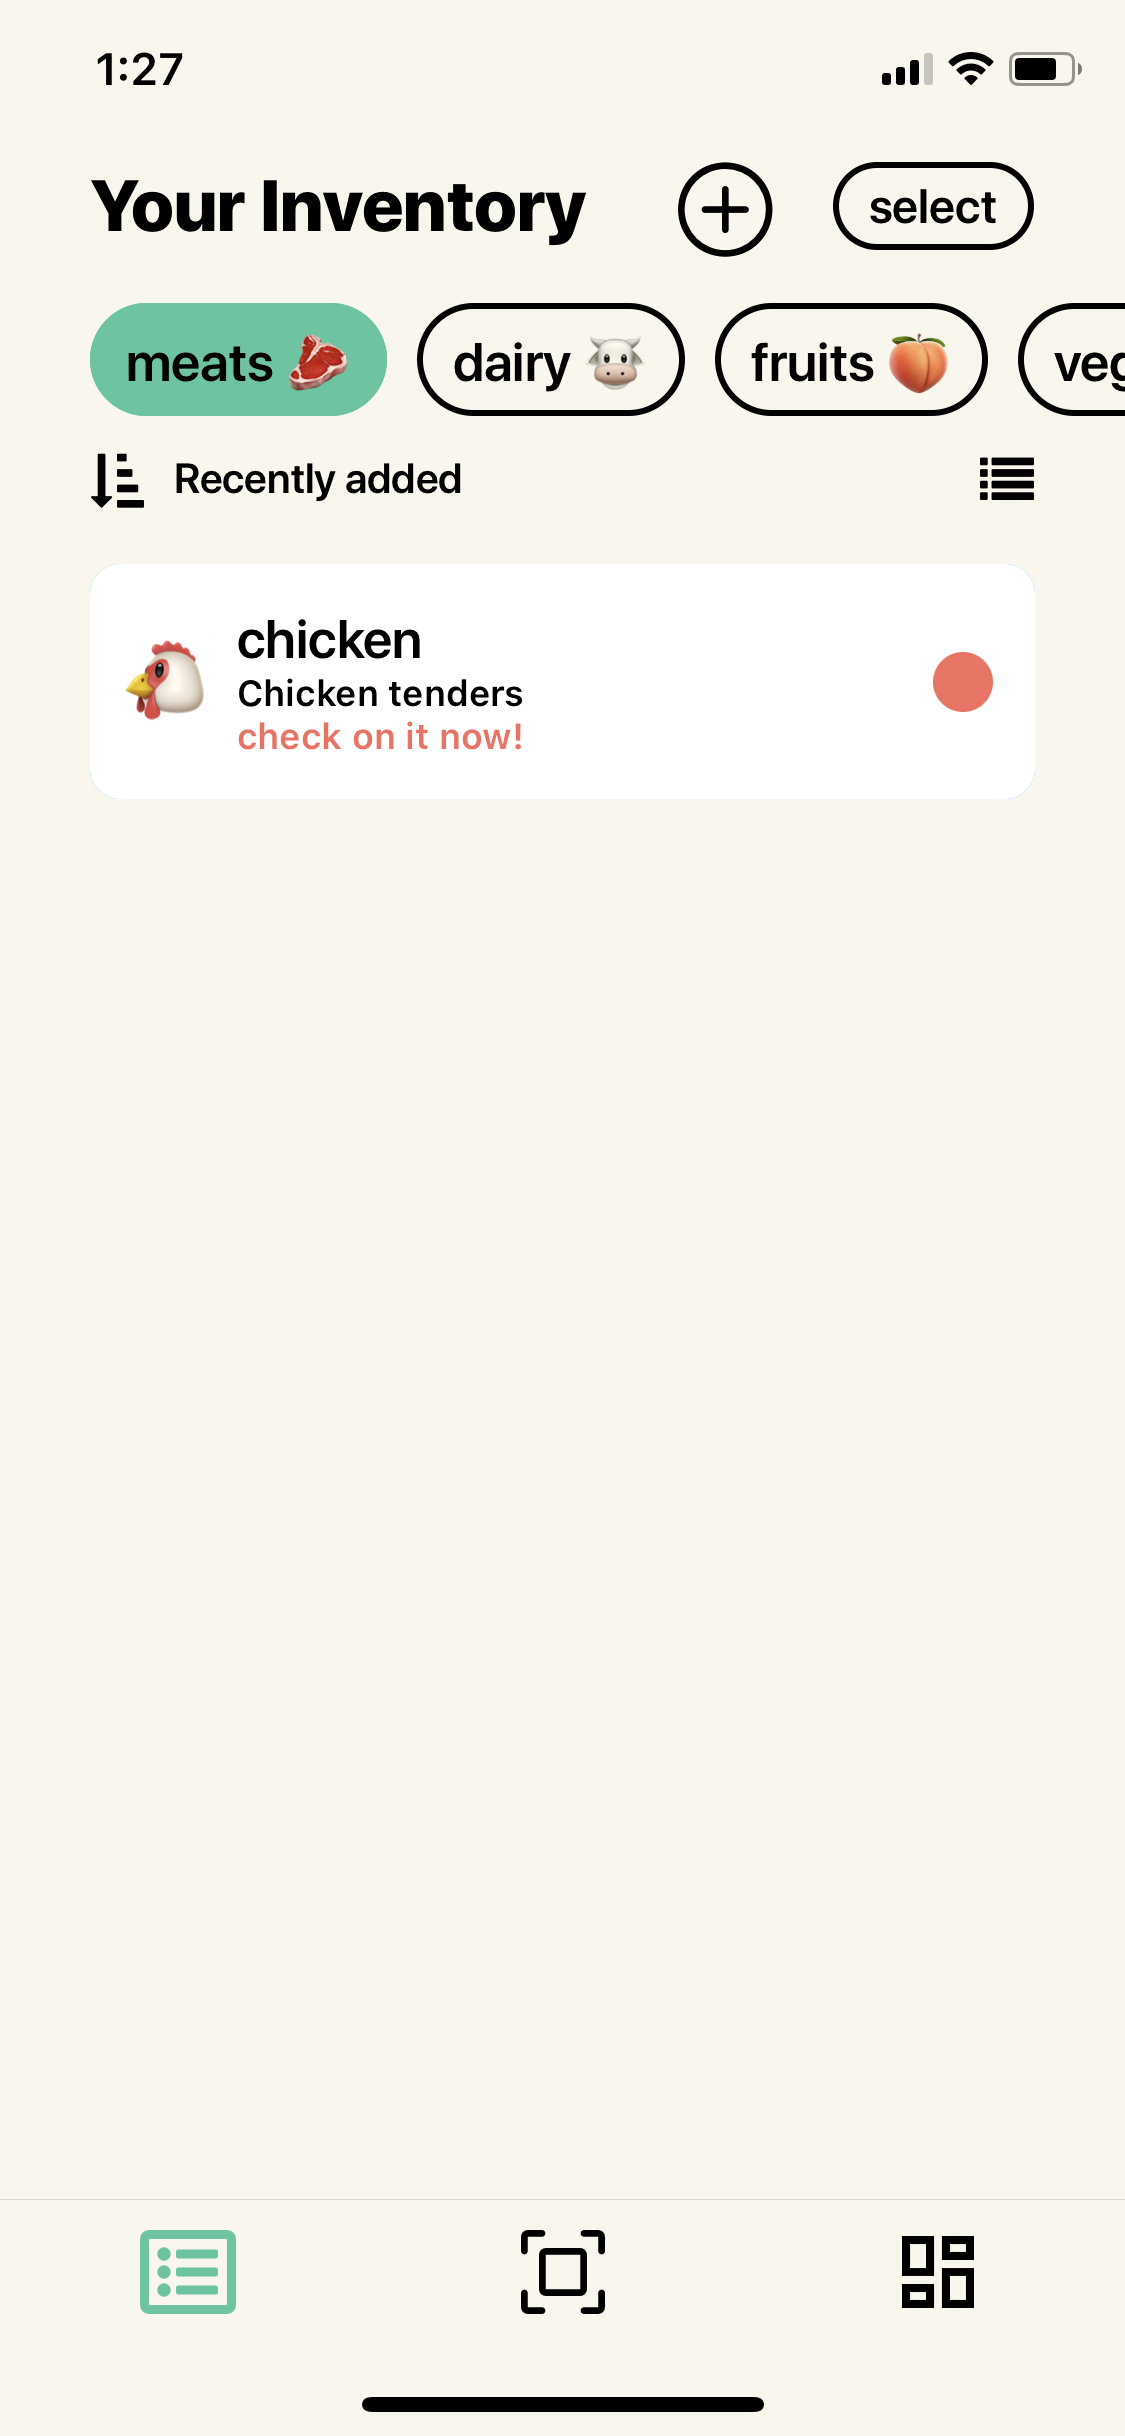 1:27
Your Inventory
select
meats
dairy
fruits
veg
Recently added
chicken
Chicken tenders
check on it now!